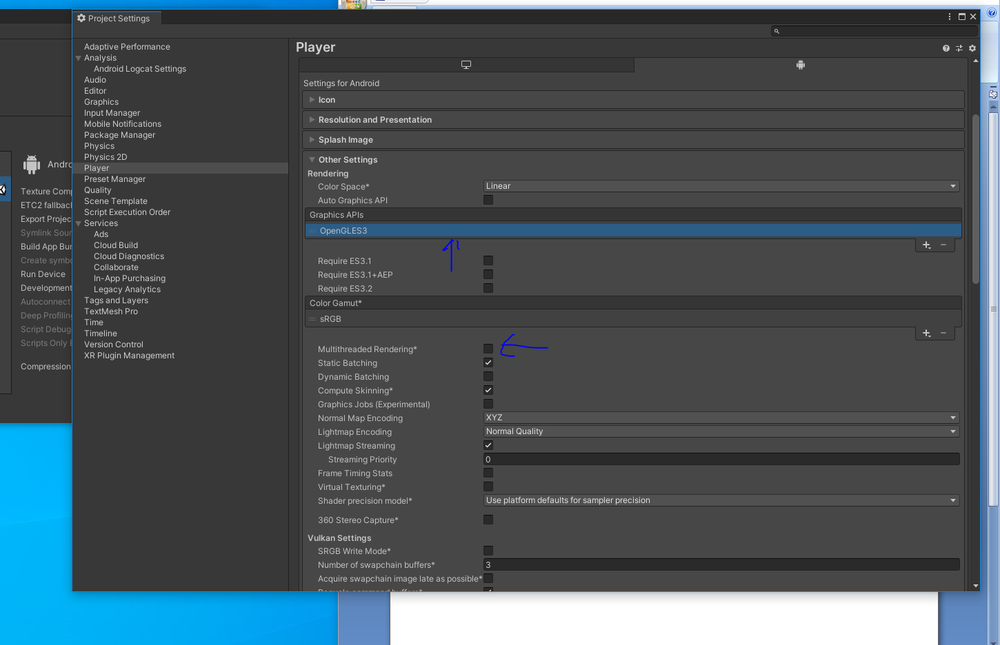 Project Settings
Adaptive Performance
Analysis
Android Logcat Settings
Audio
Editor
Graphics
Input Manager
Mobile Notifications
Package Manager
Physics
Physics 2D
Player
Preset Manager
Quality
Scene Template
Script Execution Order
Services
Ads
Cloud Build
Cloud Diagnostics
Collaborate
In-App Purchasing
Legacy Analytics
Tags and Layers
TextMesh Pro
Time
Timeline
Version Control
XR Plugin Management
Player
Settings for Android
Icon
Resolution and Presentation
Splash Image
Other Settings
Rendering
Color Space* Linear
Auto Graphics API
Graphics APIs
OpenGLES3
Require ES3.1
Require ES3.1+AEP
Require ES3.2
Color Gamut*
sRGB
Multithreaded Rendering*
Static Batching
Dynamic Batching
Compute Skinning*
Graphics Jobs (Experimental)
Normal Map Encoding XYZ
Lightmap Encoding Normal Quality
Lightmap Streaming
Streaming Priority 0
Frame Timing Stats
Virtual Texturing*
Shader precision model* Use platform defaults for sampler precision
360 Stereo Capture*
Vulkan Settings
SRGB Write Mode*
Number of swapchain buffers* 3
Acquire swapchain image late as possible*
Andro
Texture Com
ETC2 fallbac
Export Projec
Symlink Sour
Build App Bun
Create symbo
Run Device
Development
Autoconnect
Deep Profilin
Script Debug
Scripts Only B
Compression